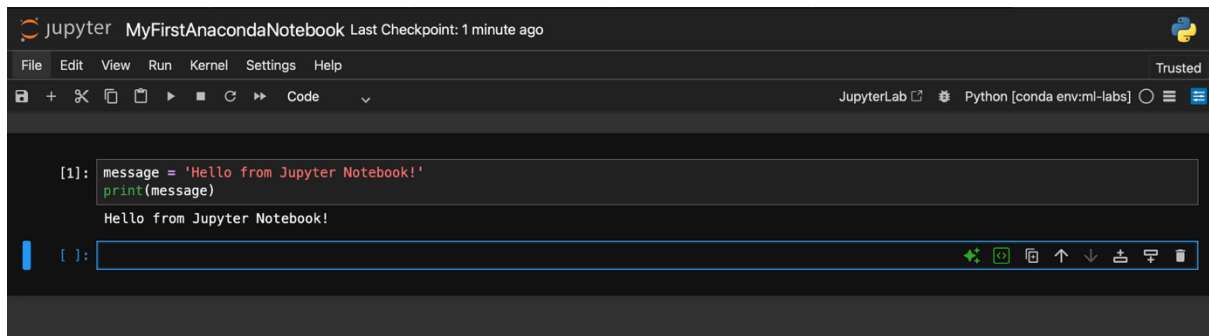 jupyter MyFirstAnacondaNotebook Last Checkpoint: 1 minute ago
File Edit View Run Kernel Settings Help Trusted
Code JupyterLab Python [conda env:ml-labs]
[1]: message = 'Hello from Jupyter Notebook!'
print(message)
Hello from Jupyter Notebook!
[ ]: